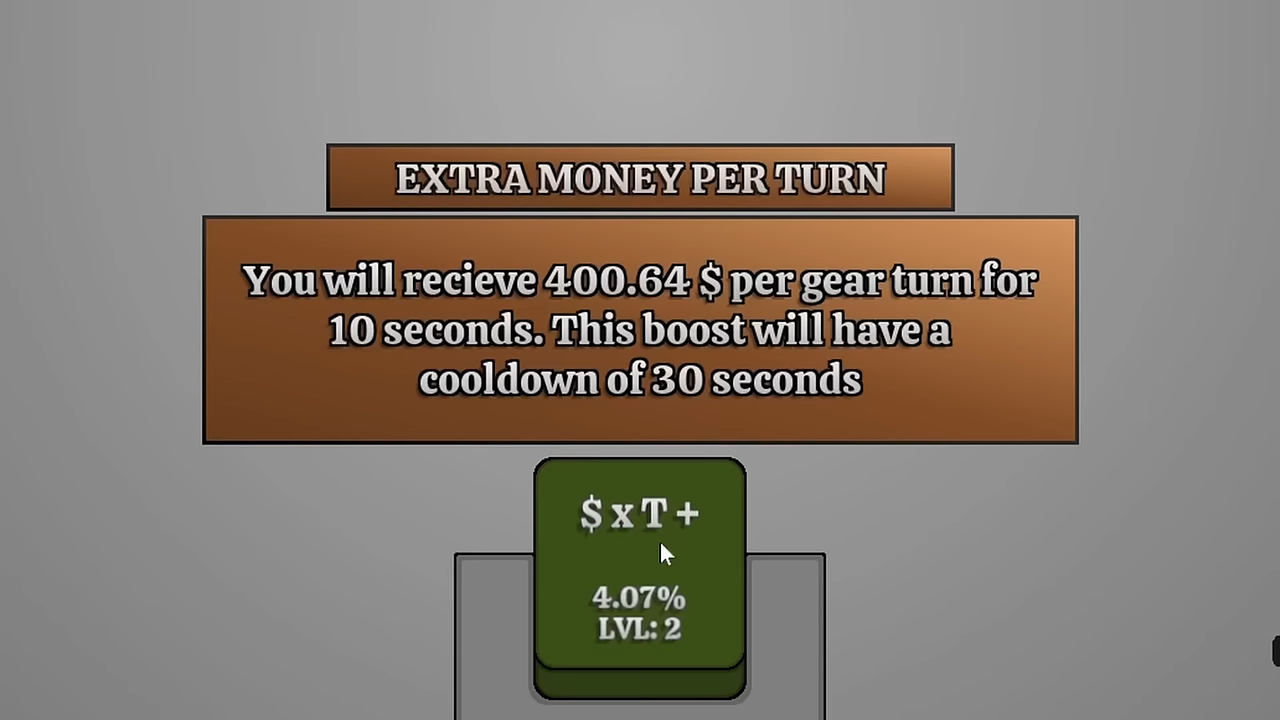 EXTRA MONEY PER TURN
You will recieve 400.64 $ per gear turn for
10 seconds. This boost will have a
cooldown of 30 seconds
$ x T +
4.07%
LVL: 2